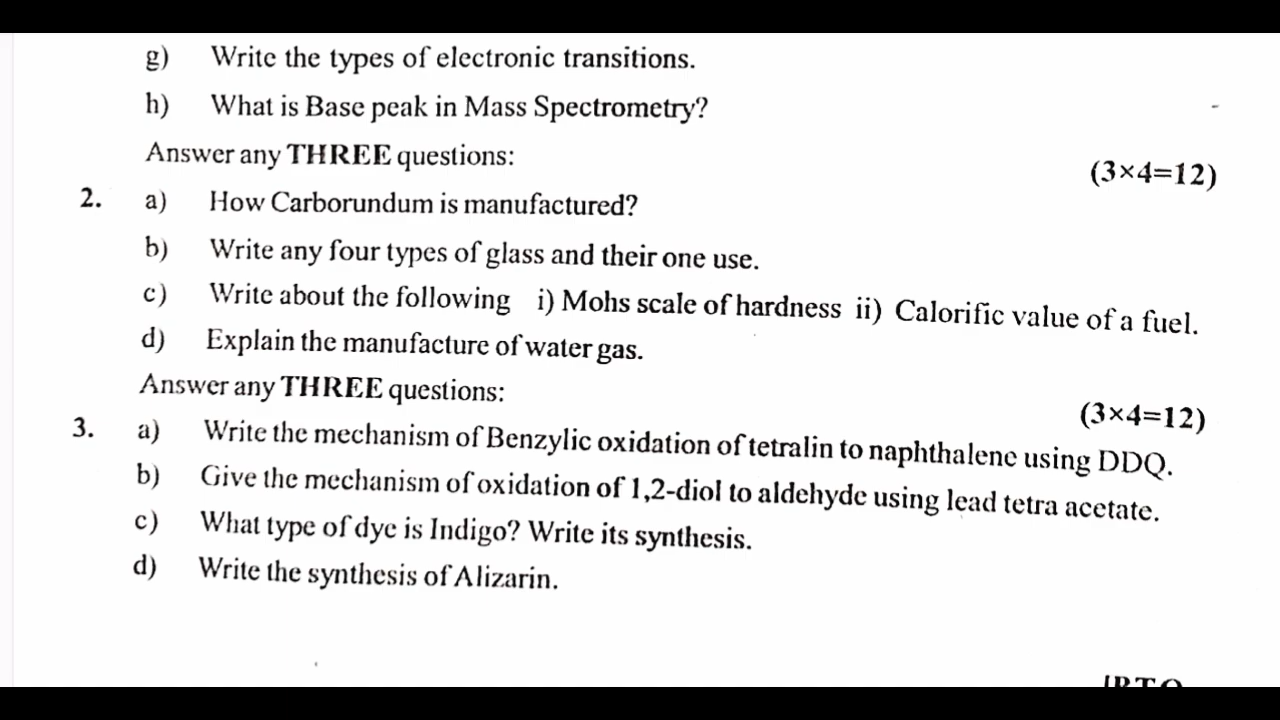 g) Write the types of electronic transitions.
h) What is Base peak in Mass Spectrometry?
Answer any THREE questions:
(3×4=12)
2. a) How Carborundum is manufactured?
b) Write any four types of glass and their one use.
c) Write about the following i) Mohs scale of hardness ii) Calorific value of a fuel.
d) Explain the manufacture of water gas.
Answer any THREE questions:
(3×4=12)
3. a) Write the mechanism of Benzylic oxidation of tetralin to naphthalene using DDQ.
b) Give the mechanism of oxidation of 1,2-diol to aldehyde using lead tetra acetate.
c) What type of dye is Indigo? Write its synthesis.
d) Write the synthesis of Alizarin.